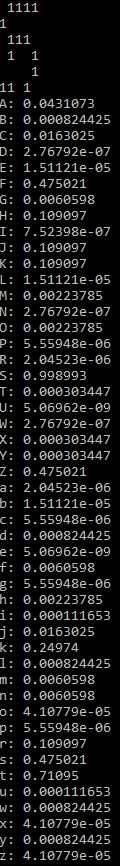 1111
1
 111
 1  1
    1
11 1
A: 0.0431073
B: 0.000824425
C: 0.0163025
D: 2.76792e-07
E: 1.51121e-05
F: 0.475021
G: 0.0060598
H: 0.109097
I: 7.52398e-07
J: 0.109097
K: 0.109097
L: 1.51121e-05
M: 0.00223785
N: 2.76792e-07
O: 0.00223785
P: 5.55948e-06
R: 2.04523e-06
S: 0.998993
T: 0.000303447
U: 5.06962e-09
W: 2.76792e-07
X: 0.000303447
Y: 0.000303447
Z: 0.475021
a: 2.04523e-06
b: 1.51121e-05
c: 5.55948e-06
d: 0.000824425
e: 5.06962e-09
f: 0.0060598
g: 5.55948e-06
h: 0.00223785
i: 0.000111653
j: 0.0163025
k: 0.24974
l: 0.000824425
m: 0.0060598
n: 0.0060598
o: 4.10779e-05
p: 5.55948e-06
r: 0.109097
s: 0.475021
t: 0.71095
u: 0.000111653
w: 0.000824425
x: 4.10779e-05
y: 0.000824425
z: 4.10779e-05